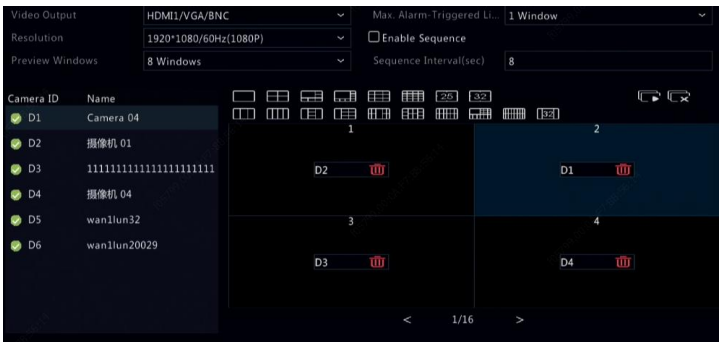 Video Output HDMI1/VGA/BNC Max. Alarm-Triggered Li... 1 Window
Resolution 1920*1080/60Hz(1080P) Enable Sequence
Preview Windows 8 Windows Sequence Interval(sec) 8
Camera ID Name 25 32
D1 Camera 04 32
1 2
D2 摄像机 01
D3 1111111111111111111111 D2 D1
D4 摄像机 04
D5 wan1lun32 3 4
D6 wan1lun20029
D3 D4
< 1/16 >